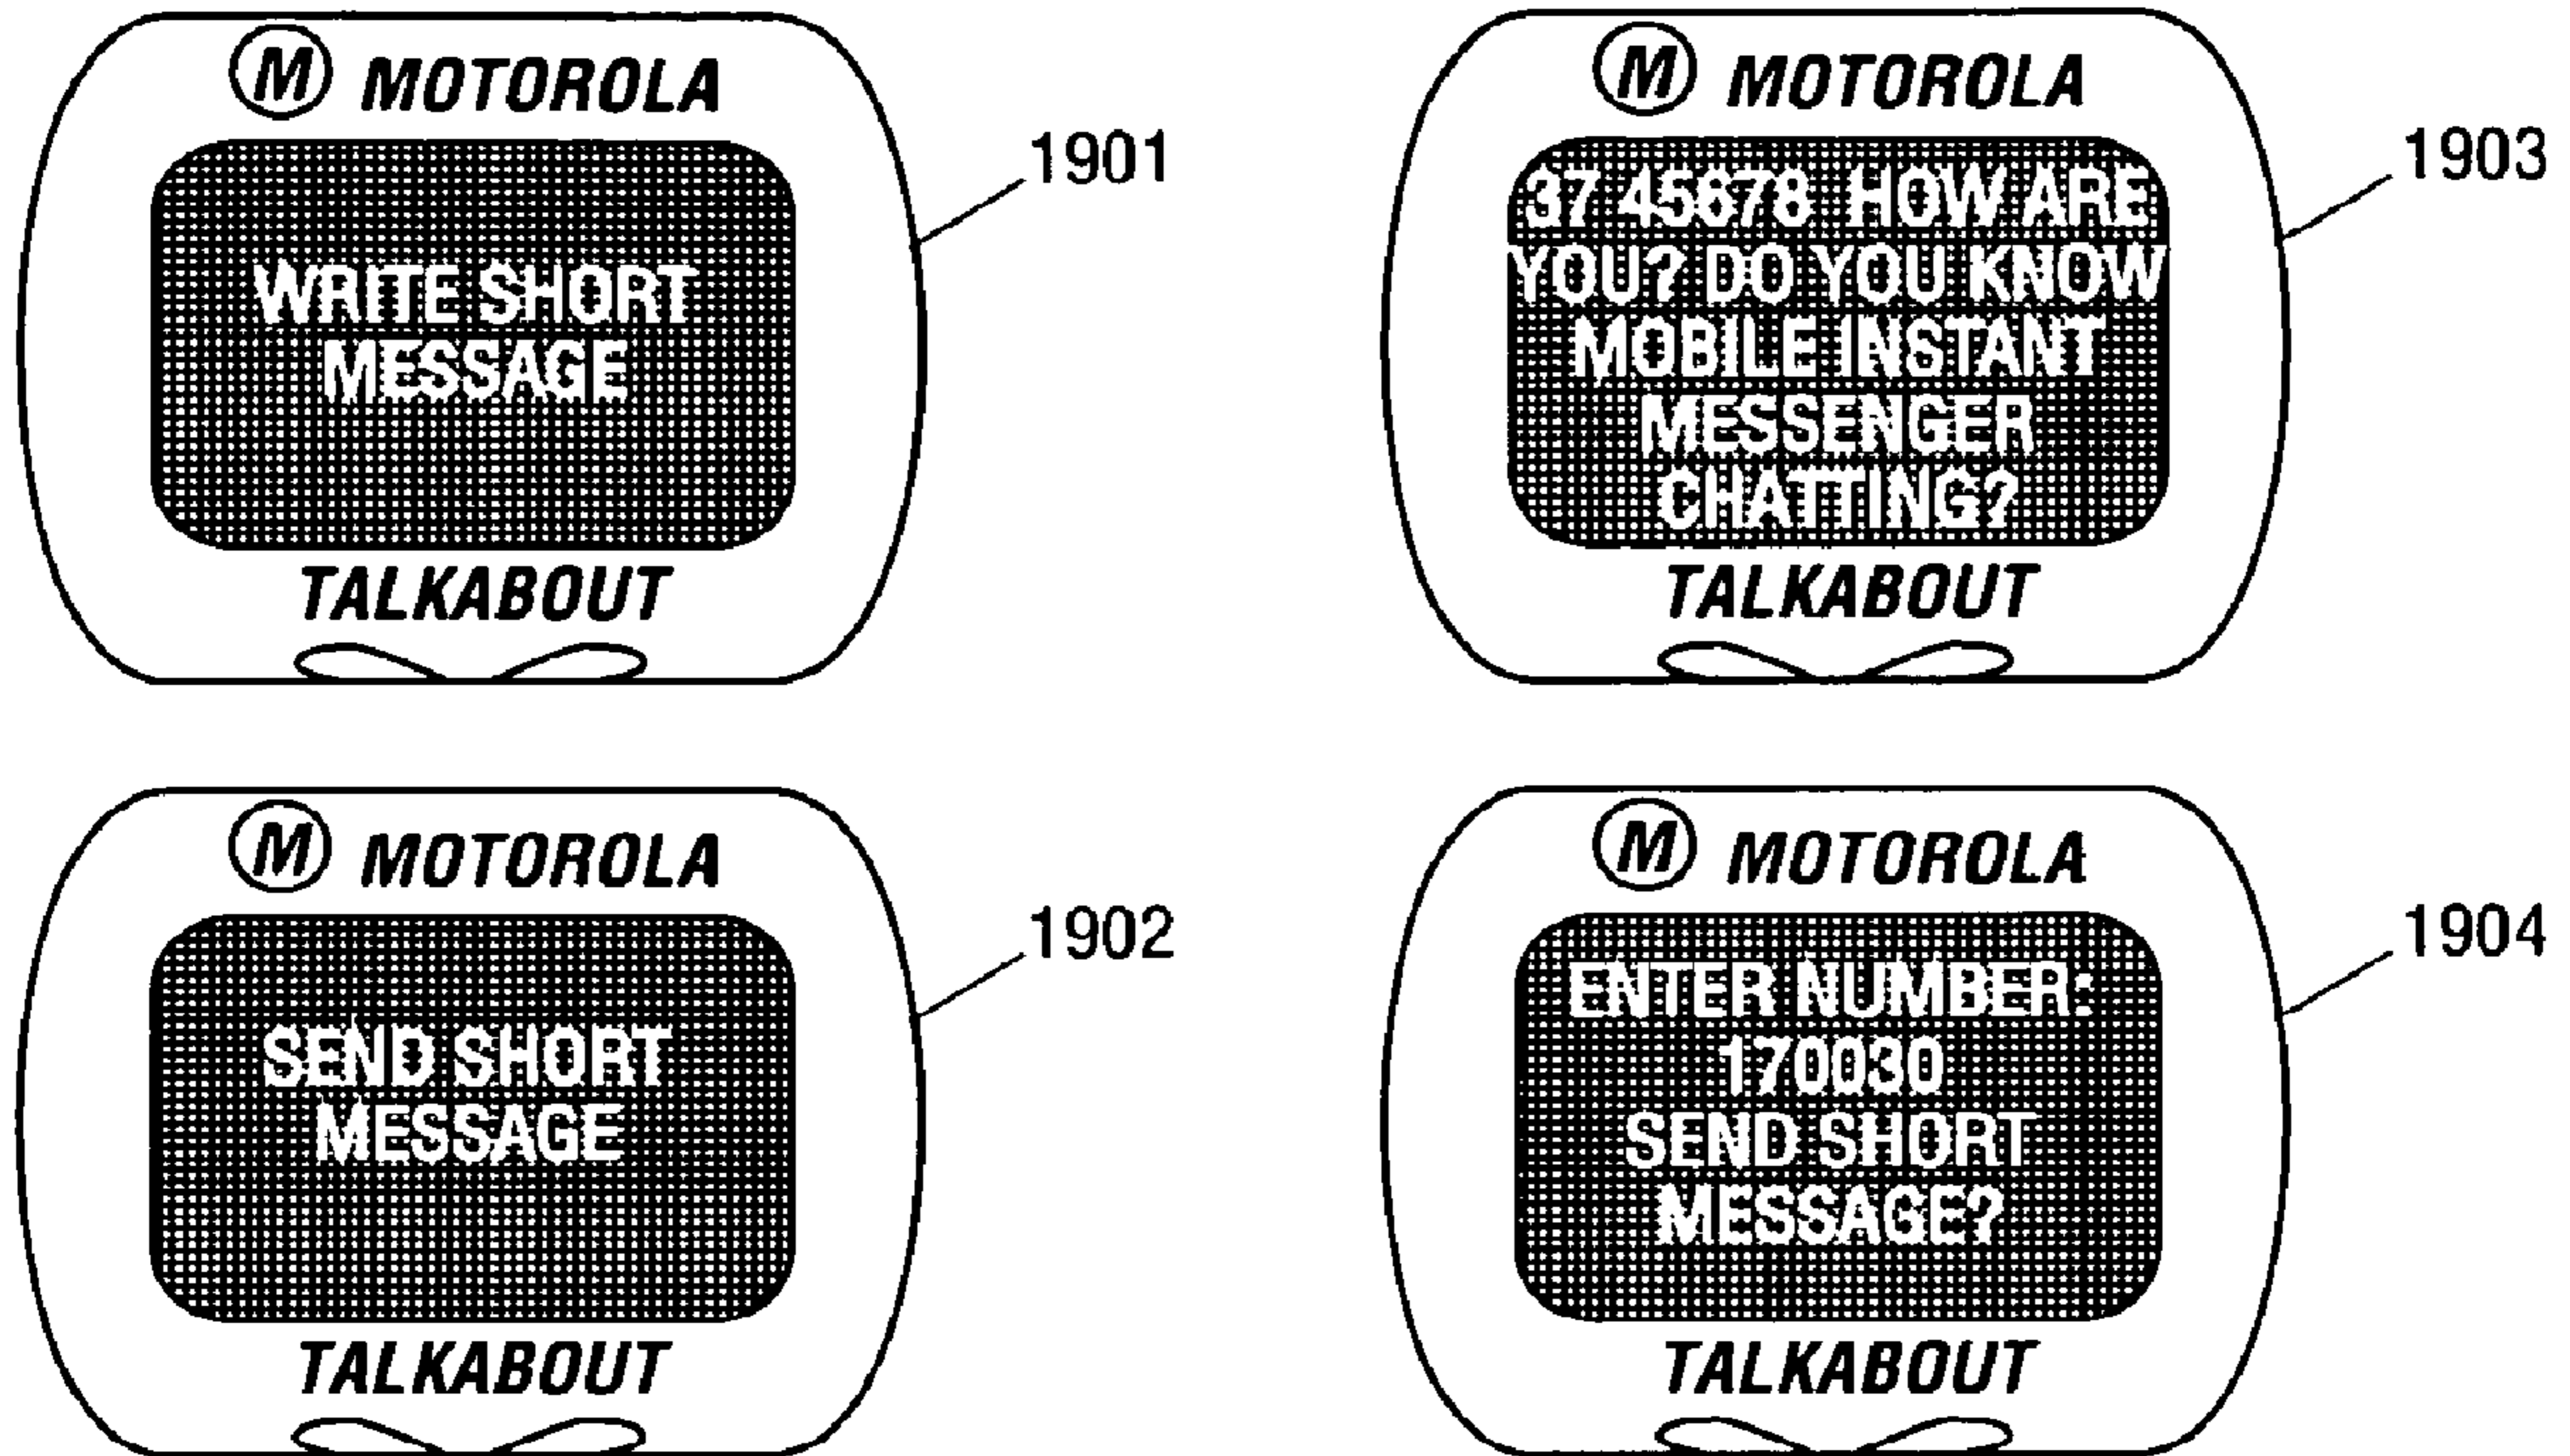 M MOTOROLA
WRITE SHORT
MESSAGE
TALKABOUT
1901
M MOTOROLA
37 45678 HOW ARE
YOU? DO YOU KNOW
MOBILE INSTANT
MESSENGER
CHATTING?
TALKABOUT
1903
M MOTOROLA
SEND SHORT
MESSAGE
TALKABOUT
1902
M MOTOROLA
ENTER NUMBER:
170030
SEND SHORT
MESSAGE?
TALKABOUT
1904